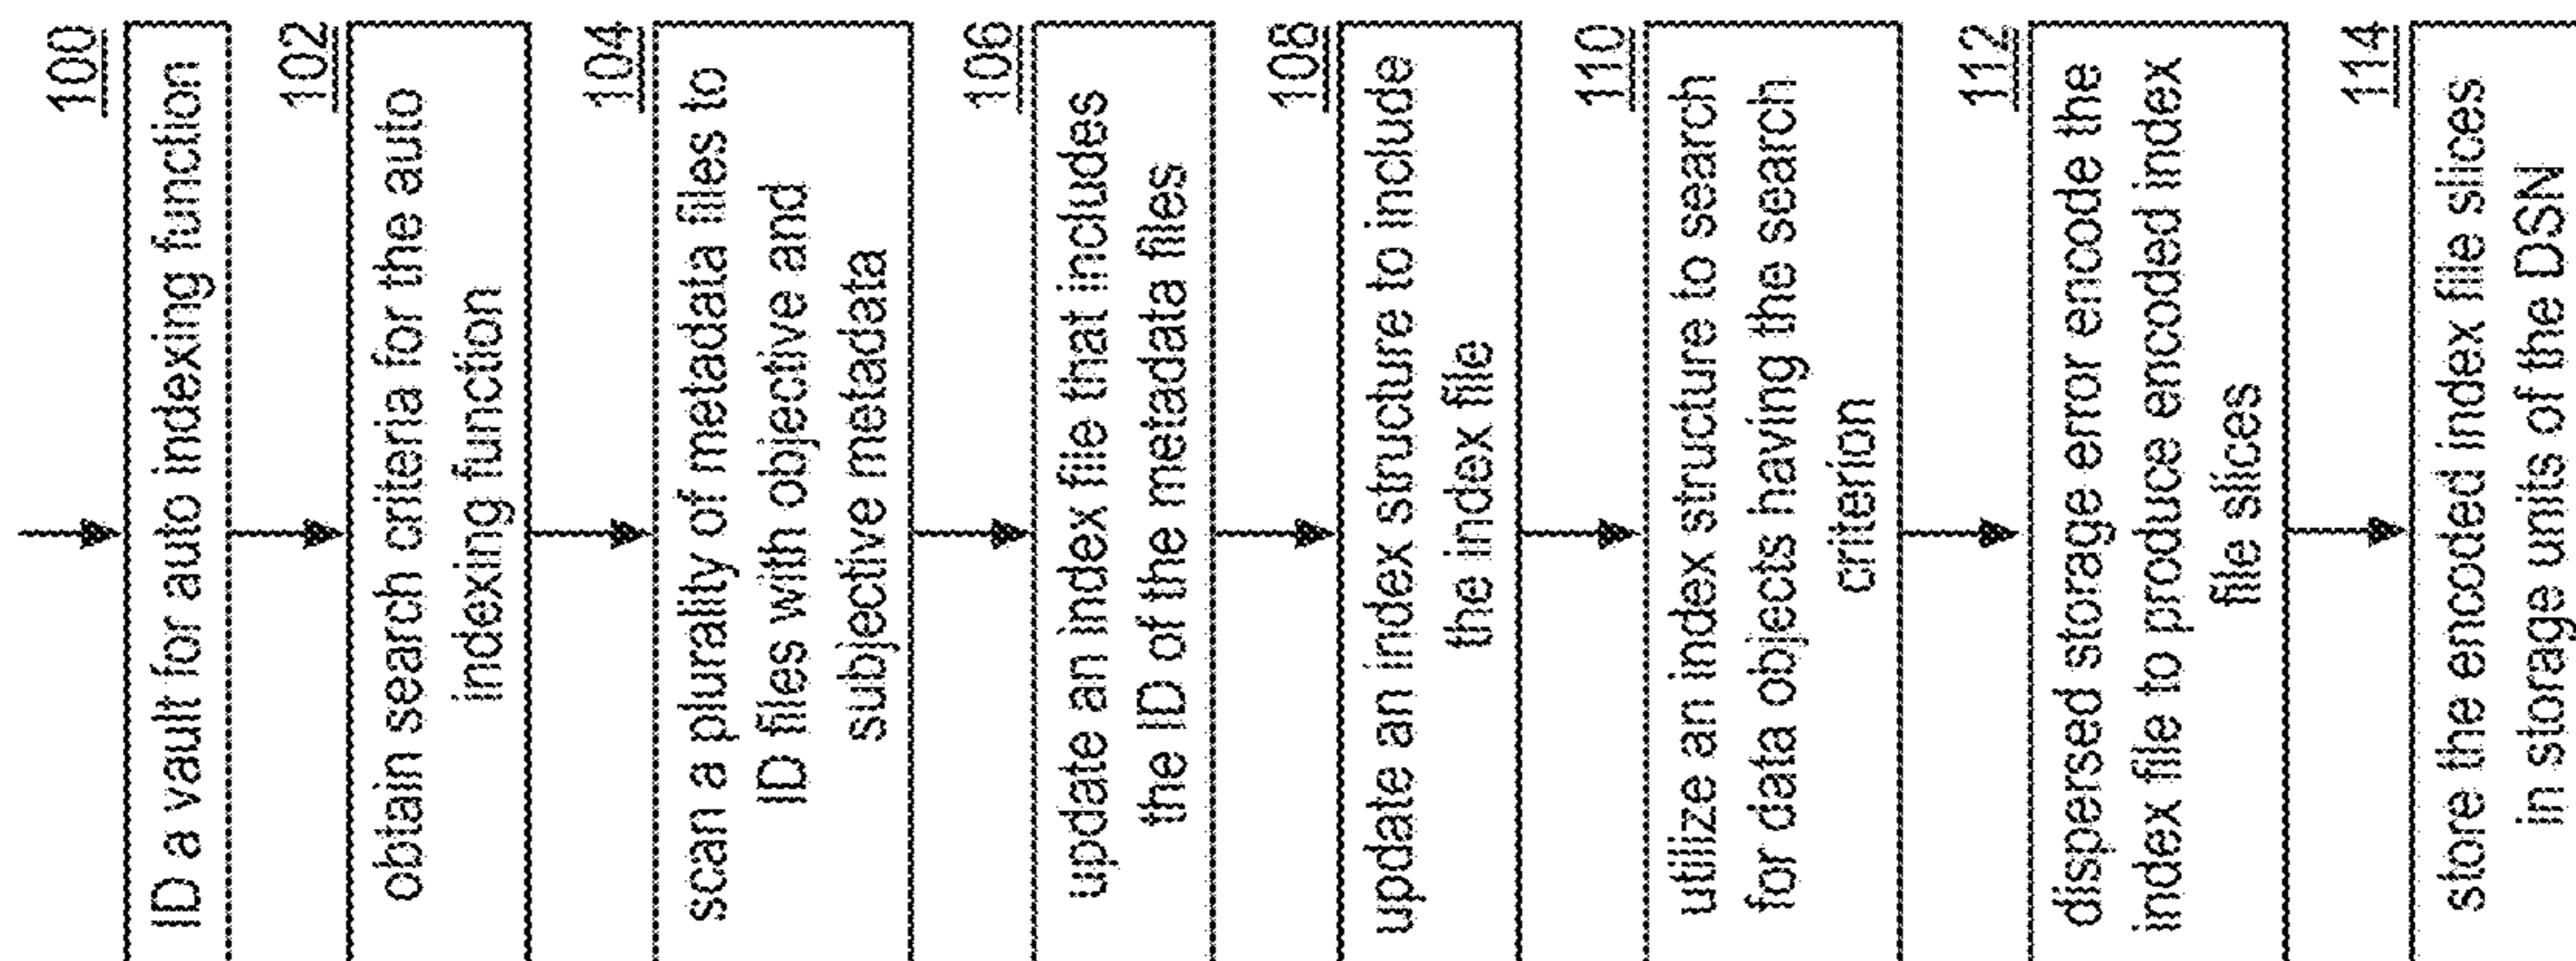 100
ID a vault for auto indexing function
102
obtain search criteria for the auto
indexing function
104
scan a plurality of metadata files to
ID files with objective and
subjective metadata
106
update an index file that includes
the ID of the metadata files
108
update an index structure to include
the index file
110
utilize an index structure to search
for data objects having the search
criterion
112
dispersed storage error encode the
index file to produce encoded index
file slices
114
store the encoded index file slices
in storage units of the DSN